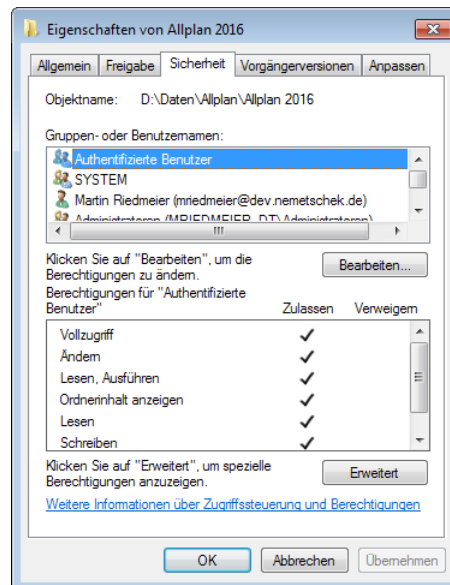 Eigenschaften von Allplan 2016
Allgemein Freigabe Sicherheit Vorgängerversionen Anpassen
Objektname: D:\Daten\Allplan\Allplan 2016
Gruppen- oder Benutzernamen:
Authentifizierte Benutzer
SYSTEM
Martin Riedmeier (mriedmeier@dev.nemetschek.de)
Administratoren (MRIEDMEIER_DT\Administratoren)
Klicken Sie auf "Bearbeiten", um die
Berechtigungen zu ändern.
Bearbeiten...
Berechtigungen für "Authentifizierte
Benutzer"
Zulassen Verweigern
Vollzugriff
Ändern
Lesen, Ausführen
Ordnerinhalt anzeigen
Lesen
Schreiben
Klicken Sie auf "Erweitert", um spezielle
Berechtigungen anzuzeigen.
Erweitert
Weitere Informationen über Zugriffssteuerung und Berechtigungen
OK Abbrechen Übernehmen